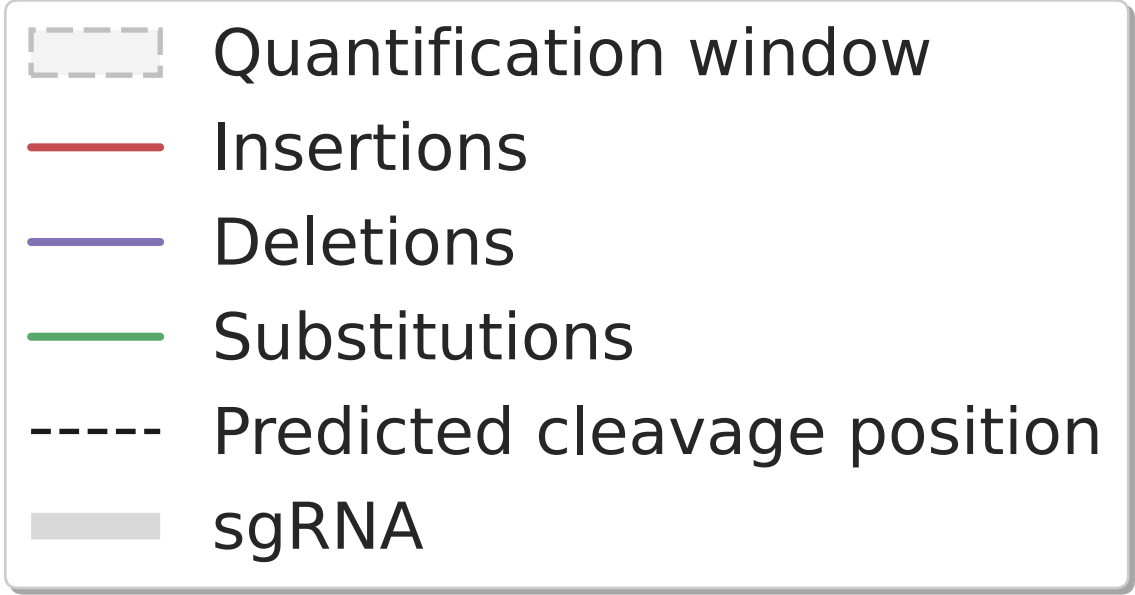 Quantification window
Insertions
Deletions
Substitutions
Predicted cleavage position
sgRNA